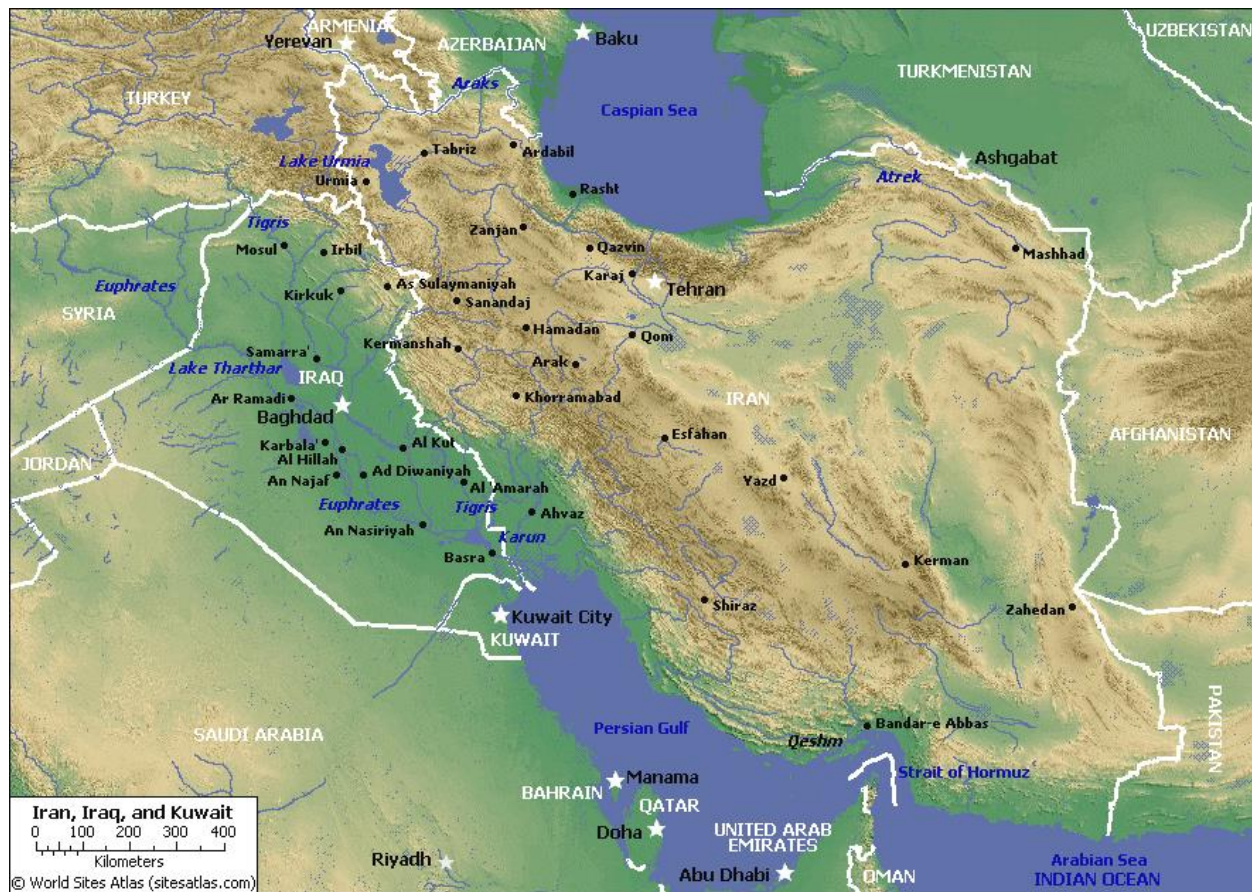 ARMENIA
Yerevan
AZERBAIJAN
Baku
UZBEKISTAN
TURKMENISTAN
TURKEY
Araks
Caspian Sea
Lake Urmia
Tabriz
Ardabil
Ashgabat
Urmia
Rasht
Atrek
Tigris
Zanjan
Mosul
Irbil
Qazvin
Mashhad
Karaj
Tehran
Euphrates
As Sulaymaniyah
Kirkuk
Sanandaj
SYRIA
Hamadan
Qom
Kermanshah
Samarra'
Lake Tharthar
Arak
IRAQ
Ar Ramadi
Khorramabad
IRAN
Baghdad
Esfahan
AFGHANISTAN
Karbala'
Al Kut
Al Hillah
JORDAN
An Najaf
Ad Diwaniyah
Yazd
Al 'Amarah
Euphrates
Tigris
Ahvaz
An Nasiriyah
Karun
Basra
Kerman
Shiraz
Zahedan
Kuwait City
KUWAIT
PAKISTAN
SAUDI ARABIA
Persian Gulf
Bandar-e Abbas
Qeshm
Strait of Hormuz
Manama
BAHRAIN
QATAR
Doha
UNITED ARAB
EMIRATES
Riyadh
Abu Dhabi
OMAN
Arabian Sea
INDIAN OCEAN
Iran, Iraq, and Kuwait
0 100 200 300 400
Kilometers
© World Sites Atlas (sitesatlas.com)